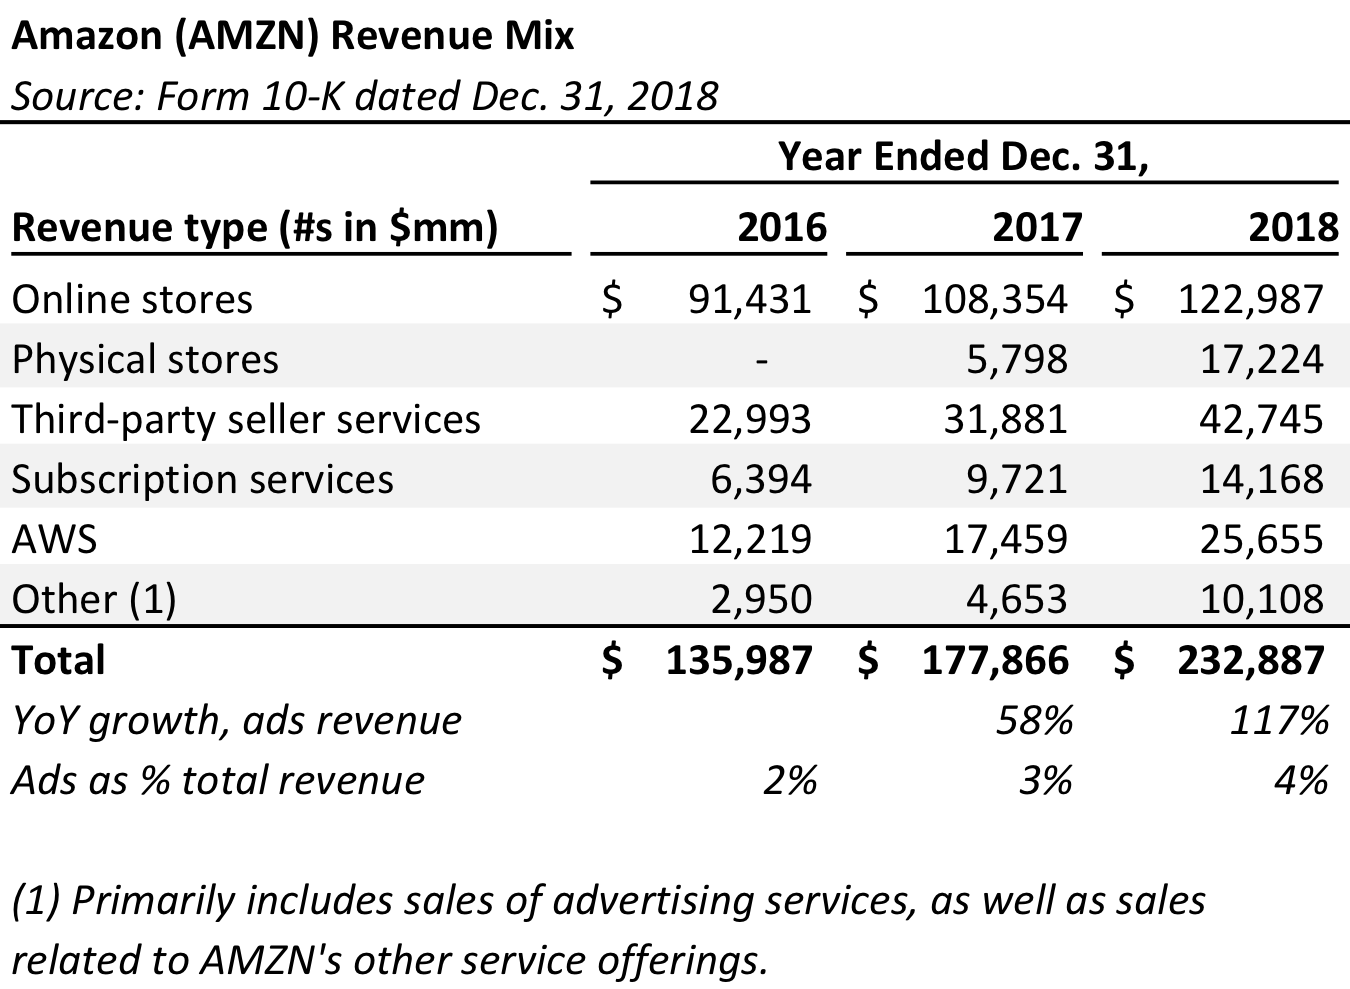 Amazon (AMZN) Revenue Mix
Source: Form 10-K dated Dec. 31, 2018
Year Ended Dec. 31,
Revenue type (#s in $mm) 2016 2017 2018
Online stores $ 91,431 $ 108,354 $ 122,987
Physical stores - 5,798 17,224
Third-party seller services 22,993 31,881 42,745
Subscription services 6,394 9,721 14,168
AWS 12,219 17,459 25,655
Other (1) 2,950 4,653 10,108
Total $ 135,987 $ 177,866 $ 232,887
YoY growth, ads revenue 58% 117%
Ads as % total revenue 2% 3% 4%
(1) Primarily includes sales of advertising services, as well as sales
related to AMZN's other service offerings.